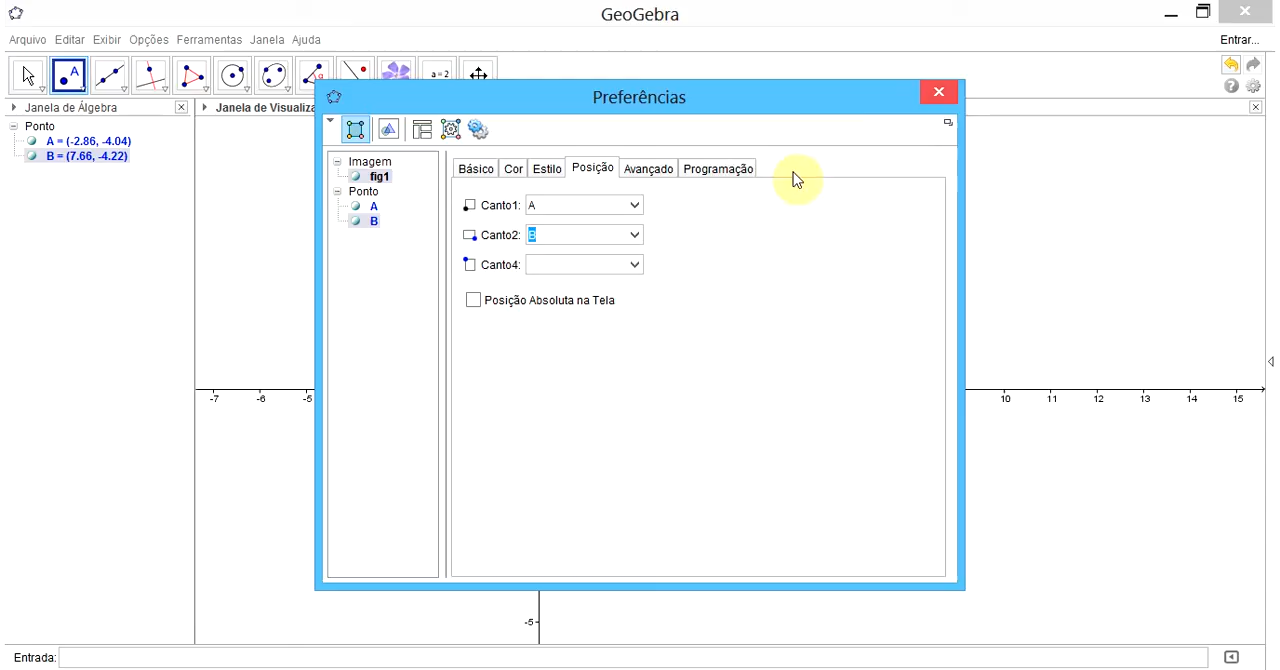 GeoGebra
Arquivo Editar Exibir Opções Ferramentas Janela Ajuda
Entrar...
A
a = 2
Janela de Álgebra
Janela de Visualiza
Ponto
A = (-2.86, -4.04)
B = (7.66, -4.22)
Preferências
Imagem
fig1
Ponto
A
B
Básico Cor Estilo Posição Avançado Programação
Canto1: A
Canto2: B
Canto4:
Posição Absoluta na Tela
-7 -6 -5 10 11 12 13 14 15
-5
Entrada: